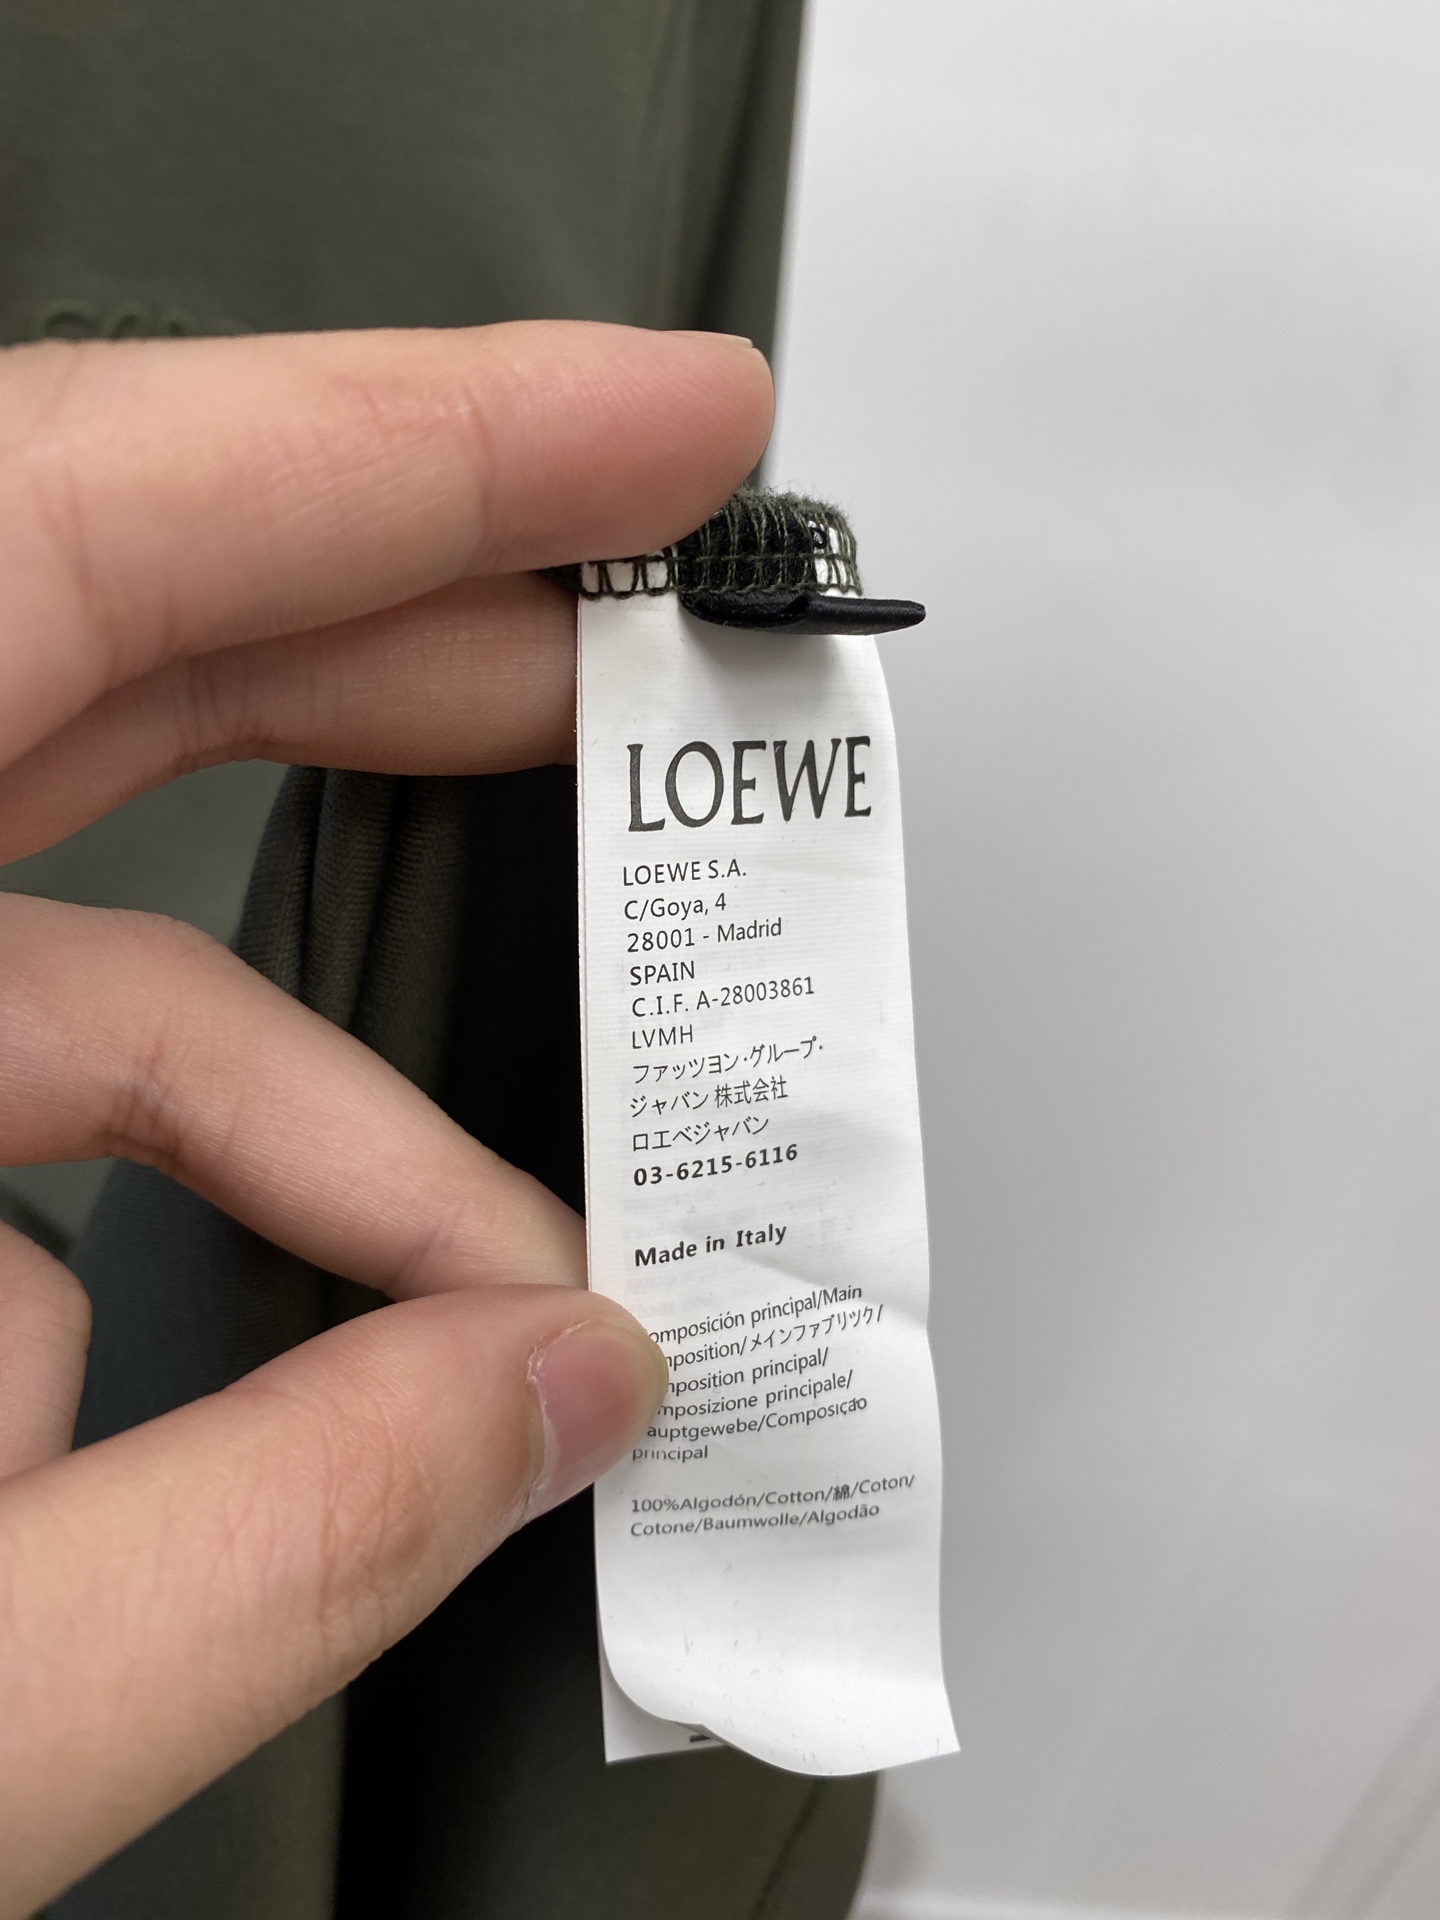 LOEWE
LOEWE S.A.
C/Goya, 4
28001 - Madrid
SPAIN
C.I.F. A-28003861
LVMH
ファッツヨン·グループ·
ジャバン 株式会社
ロエベジャバン
03-6215-6116
Made in Italy
omposición principal/Main
mposition/メインファブリック/
mposition principal/
mposizione principale/
auptgewebe/Composição
principal
100%Algodón/Cotton/綿/Coton/
Cotone/Baumwolle/Algodão